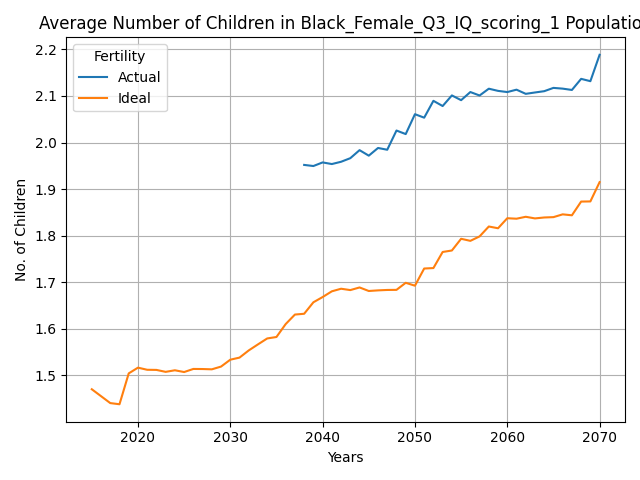 Average Number of Children in Black_Female_Q3_IQ_scoring_1 Populatio
Fertility
Actual
Ideal
2.2
2.1
2.0
1.9
1.8
1.7
1.6
1.5
No. of Children
2020 2030 2040 2050 2060 2070
Years